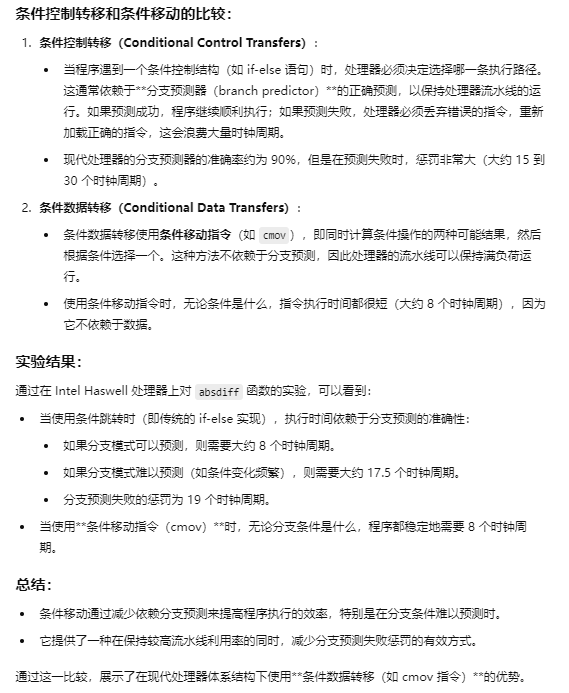 条件控制转移和条件移动的比较：
1. 条件控制转移（Conditional Control Transfers）：
• 当程序遇到一个条件控制结构（如 if-else 语句）时，处理器必须决定选择哪一条执行路径。
这通常依赖于**分支预测器（branch predictor）**的正确预测，以保持处理器流水线的运
行。如果预测成功，程序继续顺利执行；如果预测失败，处理器必须丢弃错误的指令，重新
加载正确的指令，这会浪费大量时钟周期。
• 现代处理器的分支预测器的准确率约为 90%，但是在预测失败时，惩罚非常大（大约 15 到
30 个时钟周期）。
2. 条件数据转移（Conditional Data Transfers）：
• 条件数据转移使用条件移动指令（如 cmov ），即同时计算条件操作的两种可能结果，然后
根据条件选择一个。这种方法不依赖于分支预测，因此处理器的流水线可以保持满负荷运
行。
• 使用条件移动指令时，无论条件是什么，指令执行时间都很短（大约 8 个时钟周期），因为
它不依赖于数据。
实验结果：
通过在 Intel Haswell 处理器上对 absdiff 函数的实验，可以看到：
• 当使用条件跳转时（即传统的 if-else 实现），执行时间依赖于分支预测的准确性：
• 如果分支模式可以预测，则需要大约 8 个时钟周期。
• 如果分支模式难以预测（如条件变化频繁），则需要大约 17.5 个时钟周期。
• 分支预测失败的惩罚为 19 个时钟周期。
• 当使用**条件移动指令（cmov）**时，无论分支条件是什么，程序都稳定地需要 8 个时钟周
期。
总结：
• 条件移动通过减少依赖分支预测来提高程序执行的效率，特别是在分支条件难以预测时。
• 它提供了一种在保持较高流水线利用率的同时，减少分支预测失败惩罚的有效方式。
通过这一比较，展示了在现代处理器体系结构下使用**条件数据转移（如 cmov 指令）**的优势。